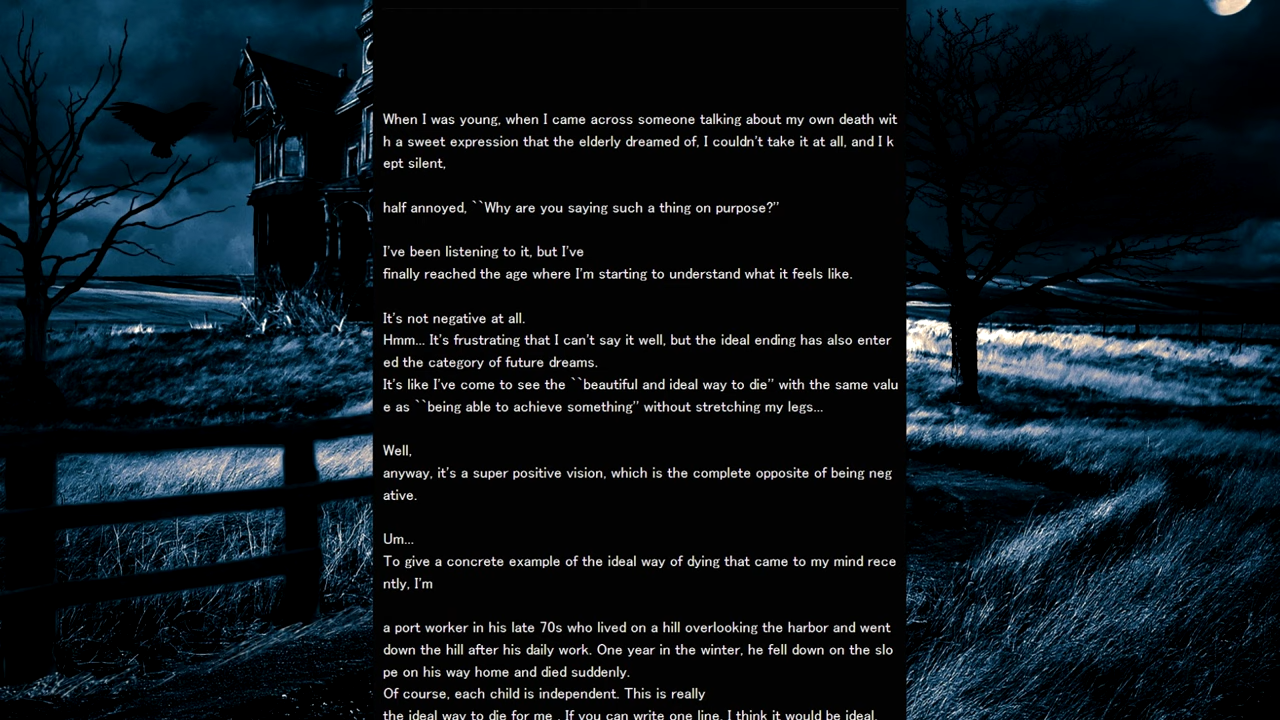 When I was young, when I came across someone talking about my own death wit
h a sweet expression that the elderly dreamed of, I couldn't take it at all, and I k
ept silent,
half annoyed, ``Why are you saying such a thing on purpose?''
I've been listening to it, but I've
finally reached the age where I'm starting to understand what it feels like.
It's not negative at all.
Hmm... It's frustrating that I can't say it well, but the ideal ending has also enter
ed the category of future dreams.
It's like I've come to see the ``beautiful and ideal way to die'' with the same valu
e as ``being able to achieve something'' without stretching my legs...
Well,
anyway, it's a super positive vision, which is the complete opposite of being neg
ative.
Um...
To give a concrete example of the ideal way of dying that came to my mind rece
ntly, I'm
a port worker in his late 70s who lived on a hill overlooking the harbor and went
down the hill after his daily work. One year in the winter, he fell down on the slo
pe on his way home and died suddenly.
Of course, each child is independent. This is really
the ideal way to die for me . If you can write one line, I think it would be ideal.